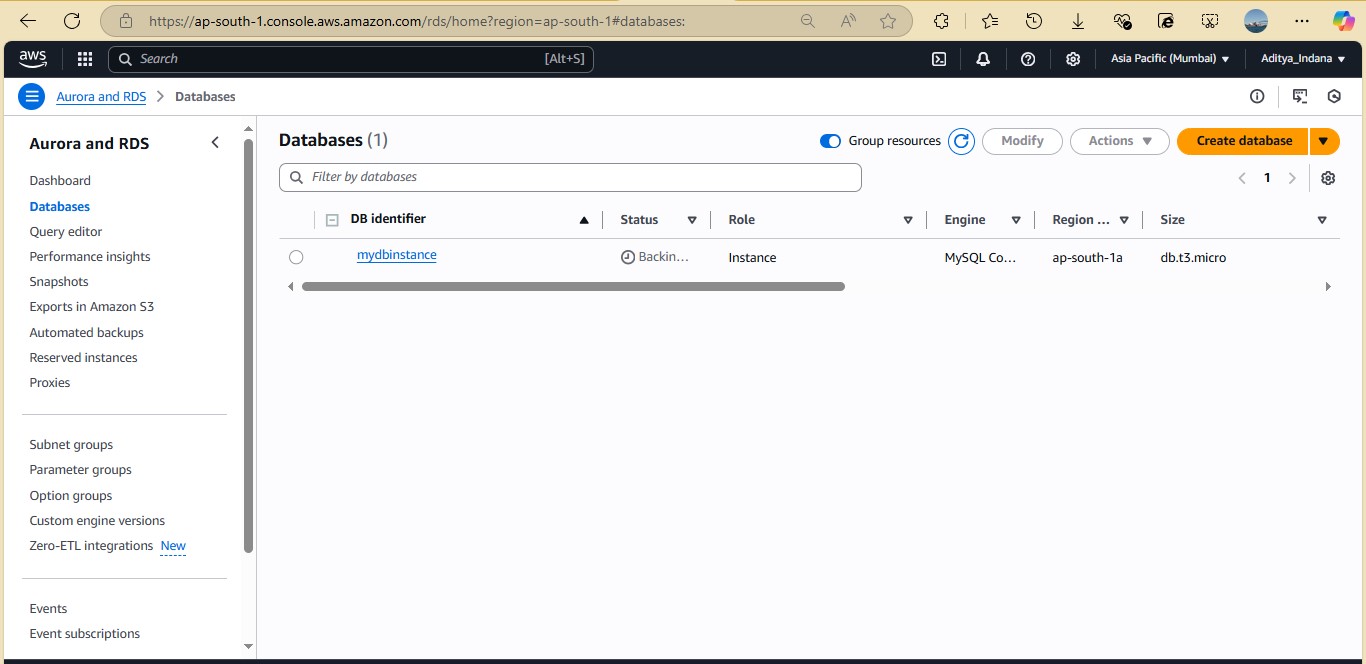 https://ap-south-1.console.aws.amazon.com/rds/home?region=ap-south-1#databases:
aws
Search
[Alt+S]
Asia Pacific (Mumbai)
Aditya_Indana
Aurora and RDS > Databases
Aurora and RDS
Dashboard
Databases
Query editor
Performance insights
Snapshots
Exports in Amazon S3
Automated backups
Reserved instances
Proxies
Subnet groups
Parameter groups
Option groups
Custom engine versions
Zero-ETL integrations New
Events
Event subscriptions
Databases (1)
Group resources
Modify
Actions
Create database
Filter by databases
1
DB identifier Status Role Engine Region ... Size
mydbinstance Backin... Instance MySQL Co... ap-south-1a db.t3.micro